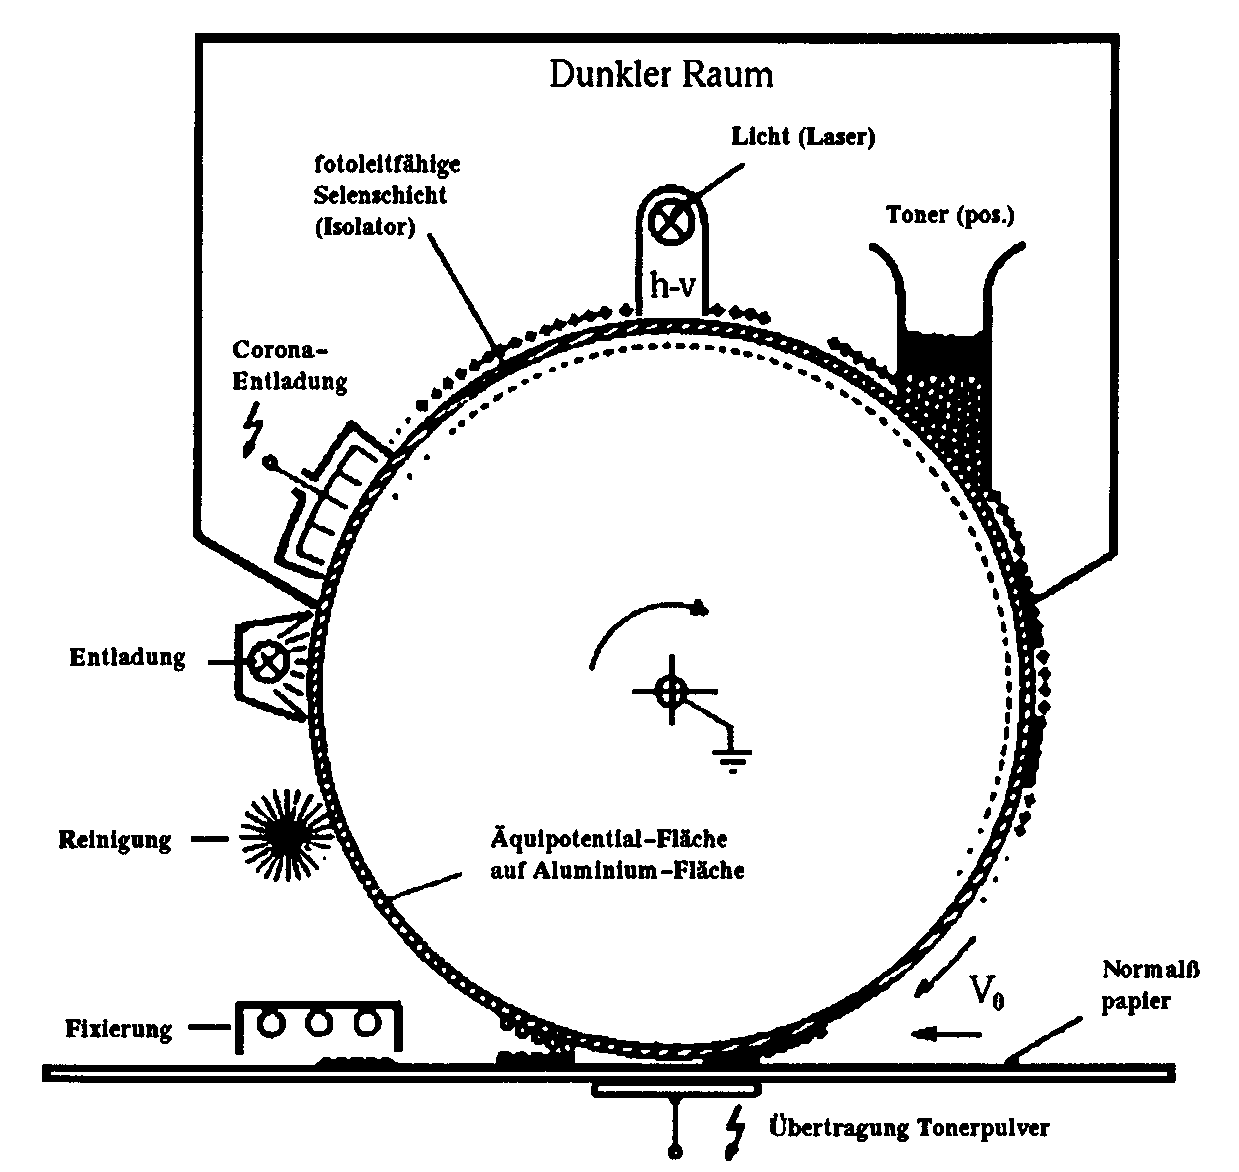 Dunkler Raum
Licht (Laser)
fotoleitfähige
Selenschicht
(Isolator)
Toner (pos.)
h-v
Corona-
Entladung
Entladung
Reinigung
Äquipotential-Fläche
auf Aluminium-Fläche
Normalß
papier
V₀
Fixierung
Übertragung Tonerpulver